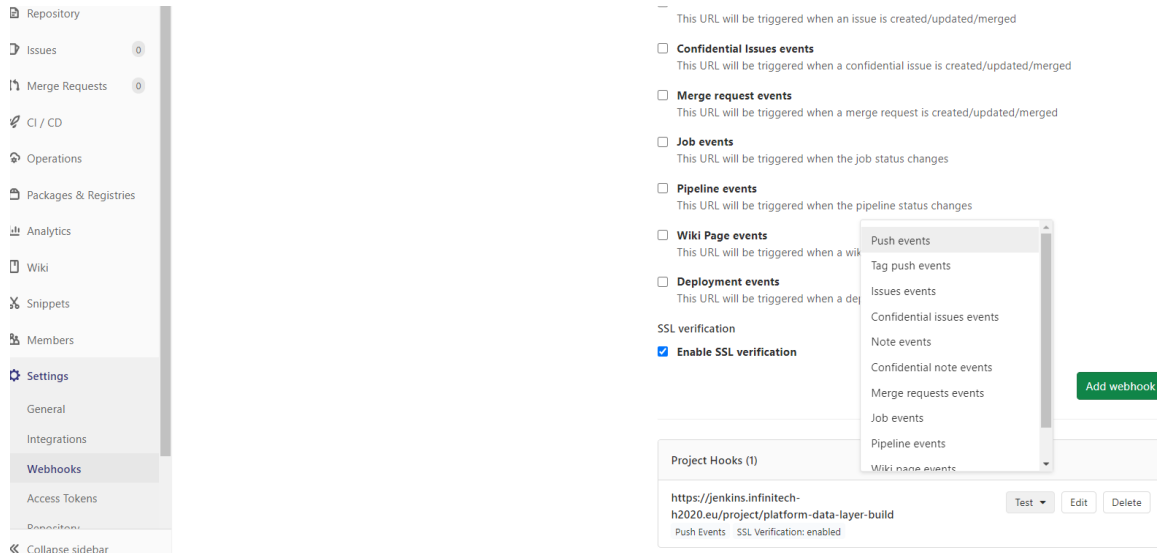 Repository
Issues 0
Merge Requests 0
CI / CD
Operations
Packages & Registries
Analytics
Wiki
Snippets
Members
Settings
General
Integrations
Webhooks
Access Tokens
Repository
Collapse sidebar
This URL will be triggered when an issue is created/updated/merged
Confidential Issues events
This URL will be triggered when a confidential issue is created/updated/merged
Merge request events
This URL will be triggered when a merge request is created/updated/merged
Job events
This URL will be triggered when the job status changes
Pipeline events
This URL will be triggered when the pipeline status changes
Wiki Page events
This URL will be triggered when a wik
Deployment events
This URL will be triggered when a dep
SSL verification
Enable SSL verification
Push events
Tag push events
Issues events
Confidential issues events
Note events
Confidential note events
Merge requests events
Job events
Pipeline events
Wiki page events
Add webhook
Project Hooks (1)
https://jenkins.infinitech-
h2020.eu/project/platform-data-layer-build
Push Events SSL Verification: enabled
Test Edit Delete